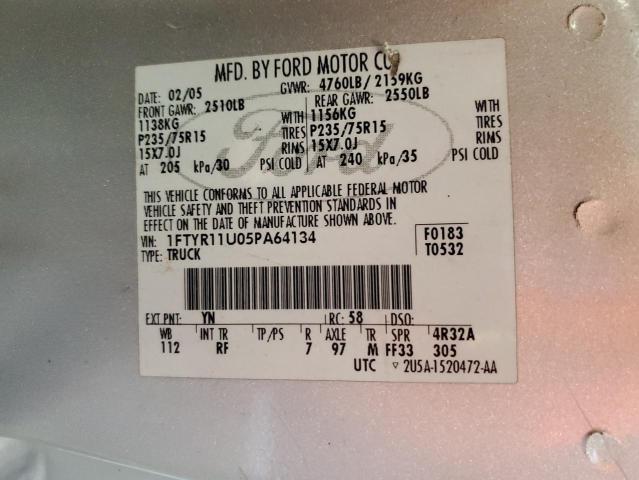 MFD. BY FORD MOTOR CO
DATE: 02/05 GVWR: 4760LB/ 2159KG
FRONT GAWR: 2510LB REAR GAWR: 2550LB
1138KG WITH 1156KG WITH
P235/75R15 TIRES P235/75R15 TIRES
15X7.0J RIMS 15X7.0J RIMS
AT 205 kPa/30 PSI COLD AT 240 kPa/35 PSI COLD
Ford
THIS VEHICLE CONFORMS TO ALL APPLICABLE FEDERAL MOTOR
VEHICLE SAFETY AND THEFT PREVENTION STANDARDS IN
EFFECT ON THE DATE OF MANUFACTURE SHOWN ABOVE.
VIN: 1FTYR11U05PA64134 F0183
TYPE: TRUCK T0532
EXT PNT: YN RC: 58 DSO:
WB INT TR TP/PS R AXLE TR SPR 4R32A
112 RF 7 97 M FF33 305
UTC ▽ 2U5A-1520472-AA